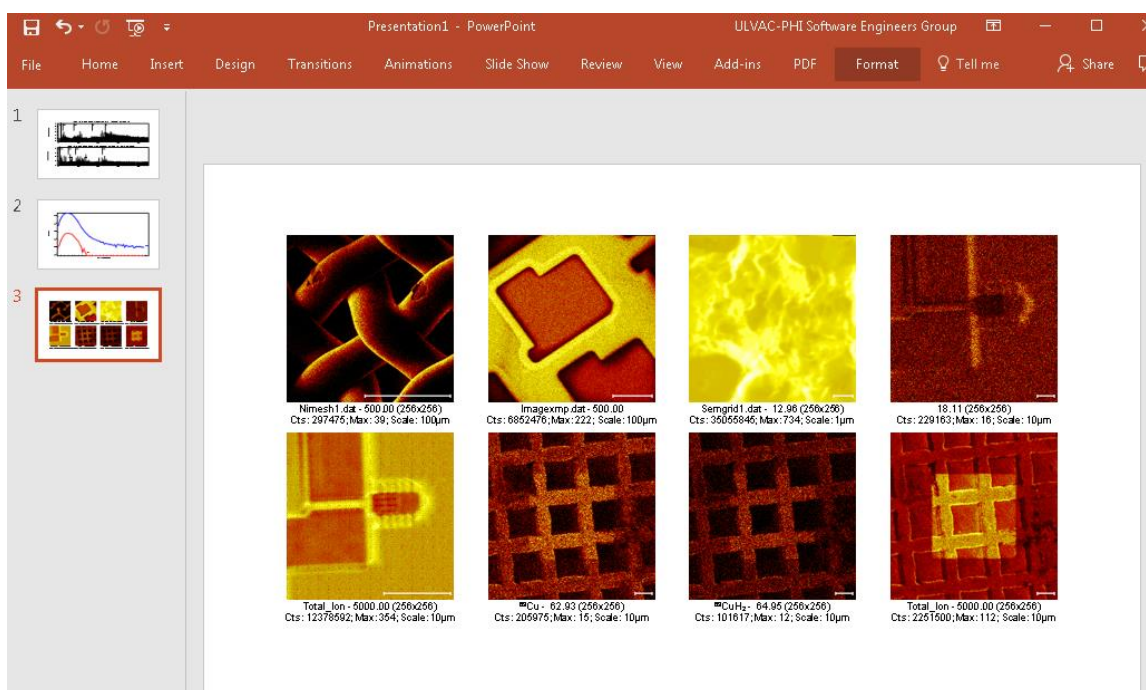 Presentation1 - PowerPoint
ULVAC-PHI Software Engineers Group
File Home Insert Design Transitions Animations Slide Show Review View Add-ins PDF Format Tell me Share
1
2
3
Nimesh1.dat - 500.00 (256x256)
Cts: 297475; Max: 39; Scale: 100µm
Imagexmp.dat - 500.00
Cts: 6852476; Max: 222; Scale: 100µm
Semgrid1.dat - 12.96 (256x256)
Cts: 35055845; Max: 734; Scale: 1µm
18.11 (256x256)
Cts: 229163; Max: 16; Scale: 10µm
Total_Ion - 5000.00 (256x256)
Cts: 12378592; Max: 354; Scale: 10µm
Cu - 62.93 (256x256)
Cts: 205975; Max: 15; Scale: 10µm
CuH₂ - 64.95 (256x256)
Cts: 101617; Max: 12; Scale: 10µm
Total_Ion - 5000.00 (256x256)
Cts: 2251500; Max: 112; Scale: 10µm